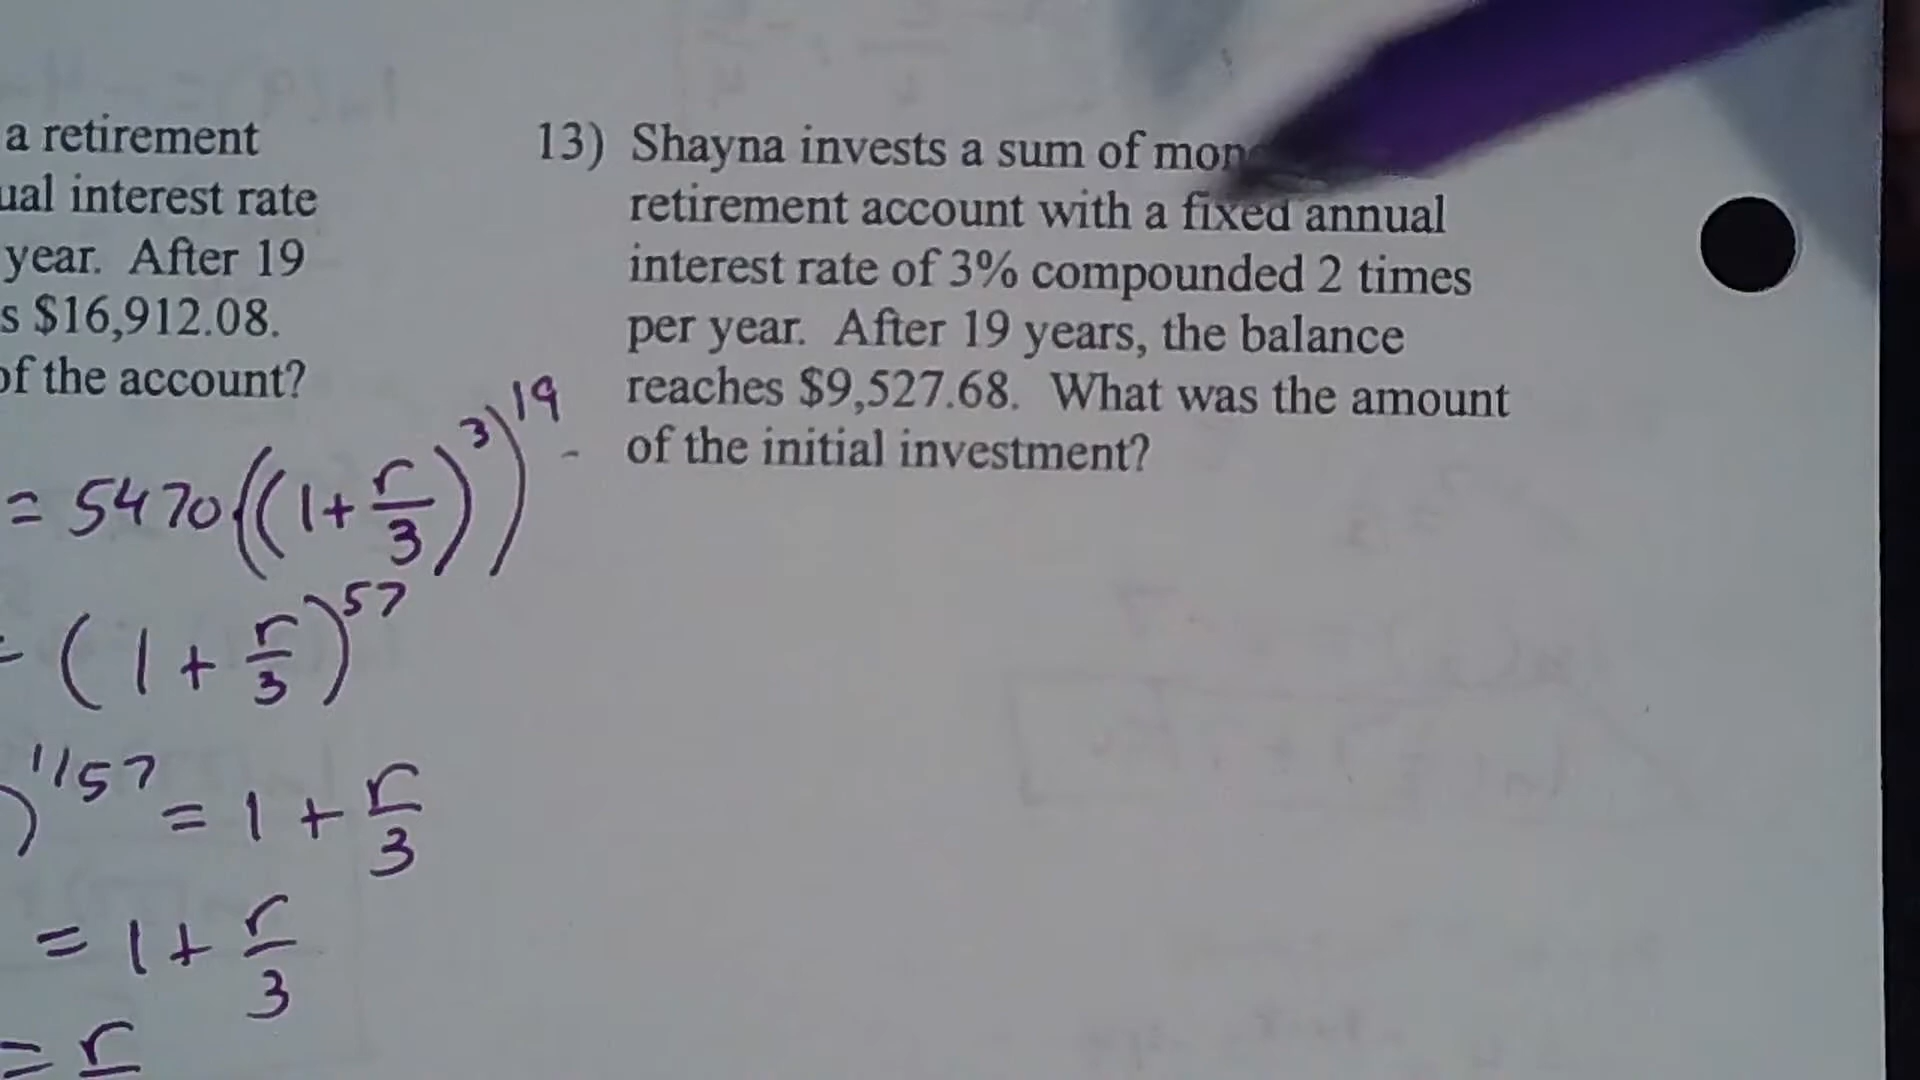 a retirement
ual interest rate
year. After 19
s $16,912.08.
of the account?
= 5470((1+r/3)^3)^19
= (1+r/3)^57
)^1/57 = 1+r/3
= 1+r/3
= r
13) Shayna invests a sum of mon
retirement account with a fixed annual
interest rate of 3% compounded 2 times
per year. After 19 years, the balance
reaches $9,527.68. What was the amount
of the initial investment?